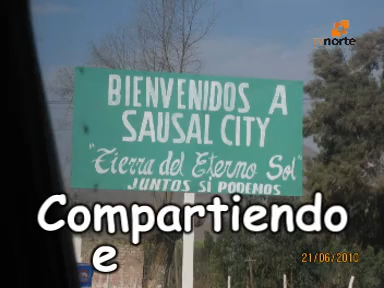 norte
BIENVENIDOS A
SAUSAL CITY
"Tierra del Eterno Sol"
JUNTOS SÍ PODEMOS
Compartiendo
e
21/06/2010